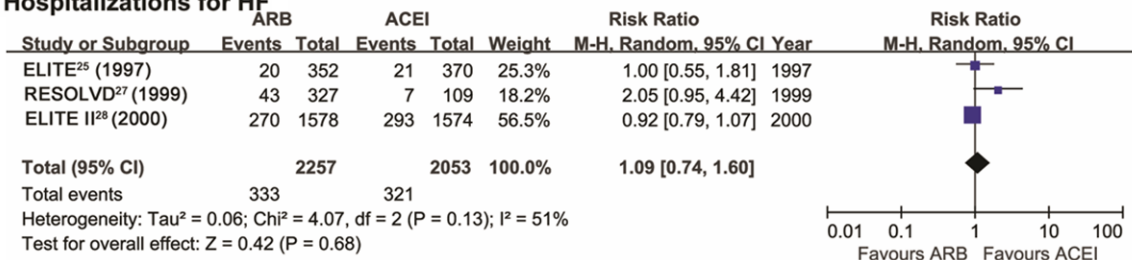 Hospitalizations for HF
ARB ACEI Risk Ratio Risk Ratio
Study or Subgroup Events Total Events Total Weight M-H, Random, 95% CI Year M-H, Random, 95% CI
ELITE²⁵ (1997) 20 352 21 370 25.3% 1.00 [0.55, 1.81] 1997
RESOLVD²⁷ (1999) 43 327 7 109 18.2% 2.05 [0.95, 4.42] 1999
ELITE II²⁸ (2000) 270 1578 293 1574 56.5% 0.92 [0.79, 1.07] 2000
Total (95% CI) 2257 2053 100.0% 1.09 [0.74, 1.60]
Total events 333 321
Heterogeneity: Tau² = 0.06; Chi² = 4.07, df = 2 (P = 0.13); I² = 51%
Test for overall effect: Z = 0.42 (P = 0.68)
0.01 0.1 1 10 100
Favours ARB Favours ACEI